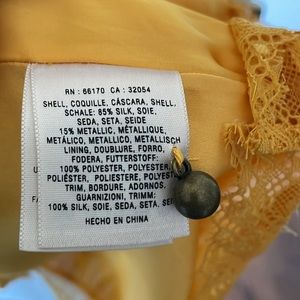 RN : 66170 CA : 32054
SHELL, COQUILLE, CÁSCARA, SHELL,
SCHALE: 85% SILK, SOIE,
SEDA, SETA, SEIDE
15% METALLIC, MÉTALLIQUE,
METÁLICO, METALLICO, METALLISCH
LINING, DOUBLURE, FORRO,
FODERA, FUTTERSTOFF:
100% POLYESTER, POLYESTER,
POLIÉSTER, POLIESTERE, POLYESTER
TRIM, BORDURE, ADORNOS,
GUARNIZIONI, TRIMM:
100% SILK, SOIE, SEDA, SETA,
HECHO EN CHINA